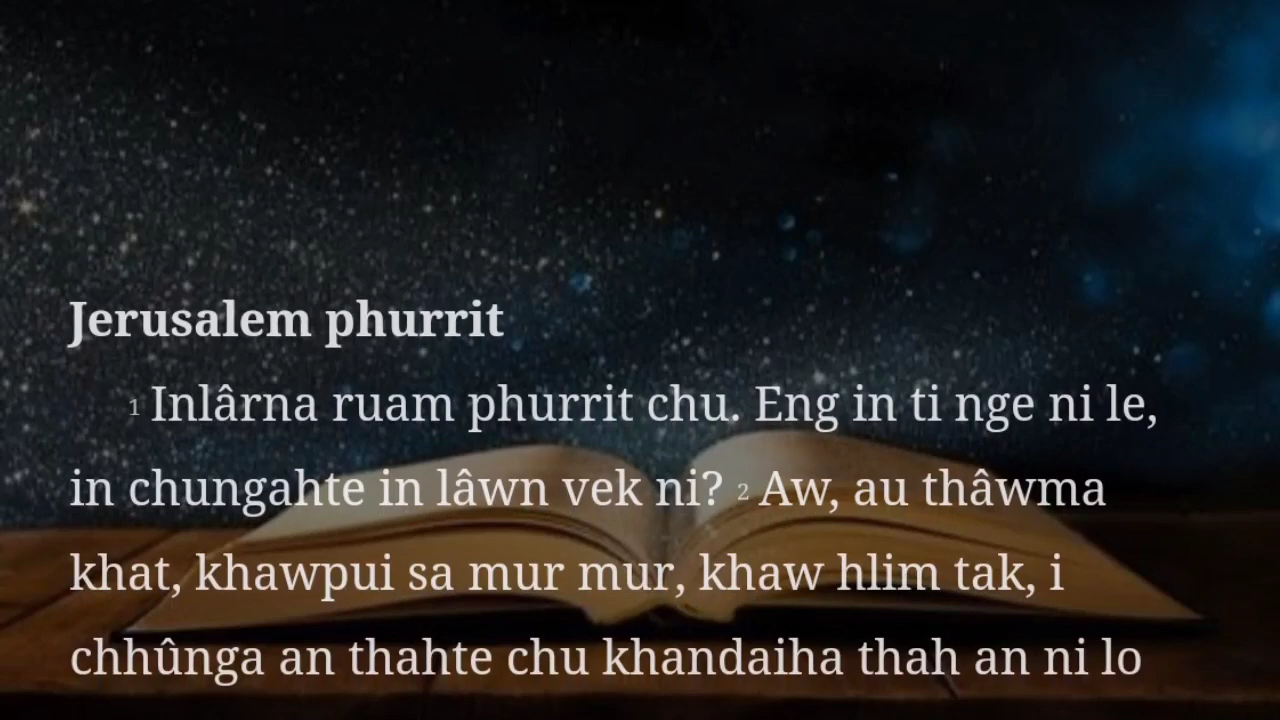 Jerusalem phurrit
1 Inlârna ruam phurrit chu. Eng in ti nge ni le,
in chungahte in lâwn vek ni? 2 Aw, au thâwma
khat, khawpui sa mur mur, khaw hlim tak, i
chhûnga an thahte chu khandaiha thah an ni lo